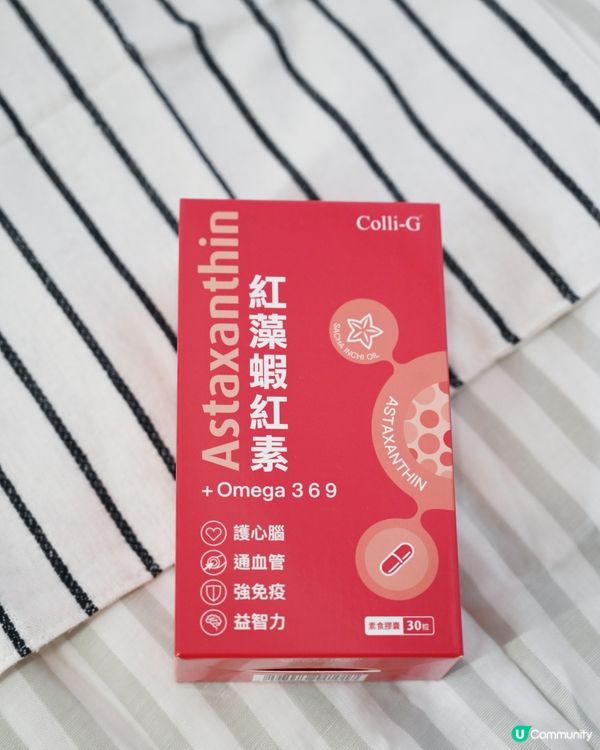 Colli-G®
Astaxanthin
紅藻蝦紅素
+ Omega 3 6 9
SACHA INCHI OIL
ASTAXANTHIN
護心腦
通血管
強免疫
益智力
素食膠囊 30粒
U Community